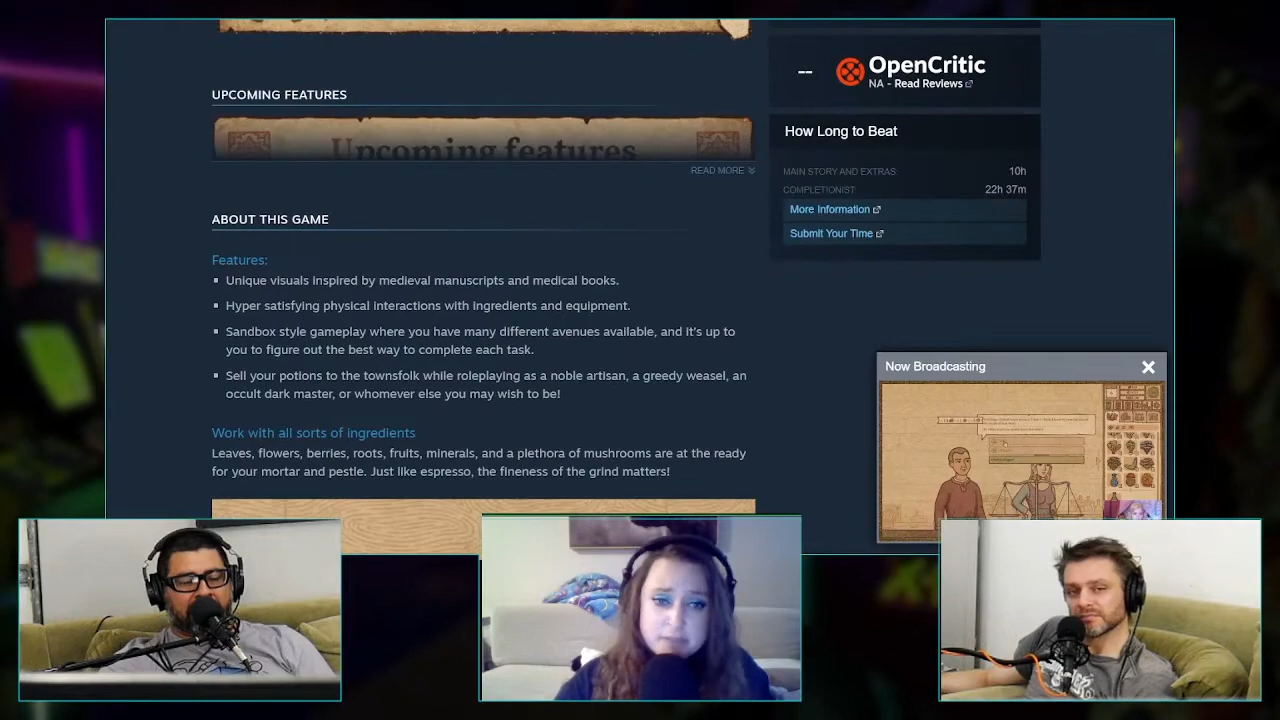 UPCOMING FEATURES
Upcoming features
READ MORE
ABOUT THIS GAME
Features:
Unique visuals inspired by medieval manuscripts and medical books.
Hyper satisfying physical interactions with ingredients and equipment.
Sandbox style gameplay where you have many different avenues available, and it's up to
you to figure out the best way to complete each task.
Sell your potions to the townsfolk while roleplaying as a noble artisan, a greedy weasel, an
occult dark master, or whomever else you may wish to be!
Work with all sorts of ingredients
Leaves, flowers, berries, roots, fruits, minerals, and a plethora of mushrooms are at the ready
for your mortar and pestle. Just like espresso, the fineness of the grind matters!
-- OpenCritic
NA - Read Reviews
How Long to Beat
MAIN STORY AND EXTRAS: 10h
COMPLETIONIST: 22h 37m
More Information
Submit Your Time
Now Broadcasting